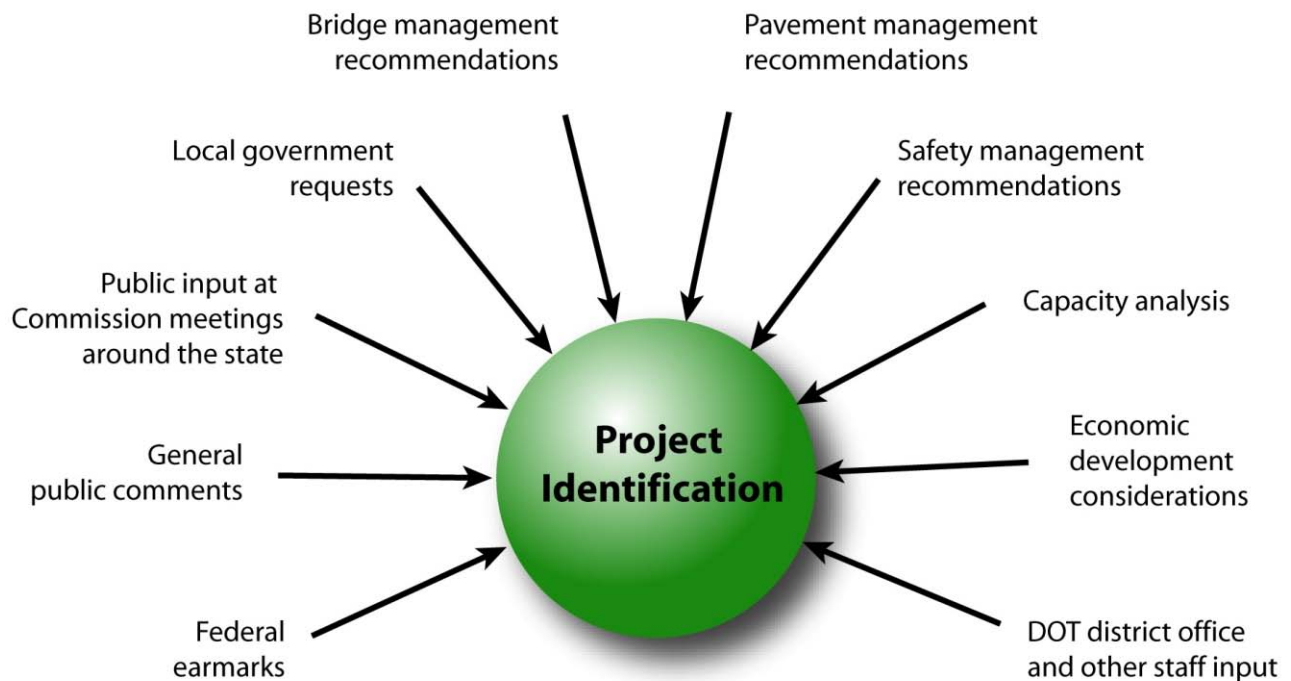 Bridge management
recommendations
Pavement management
recommendations
Local government
requests
Safety management
recommendations
Public input at
Commission meetings
around the state
Capacity analysis
General
public comments
Project
Identification
Economic
development
considerations
Federal
earmarks
DOT district office
and other staff input